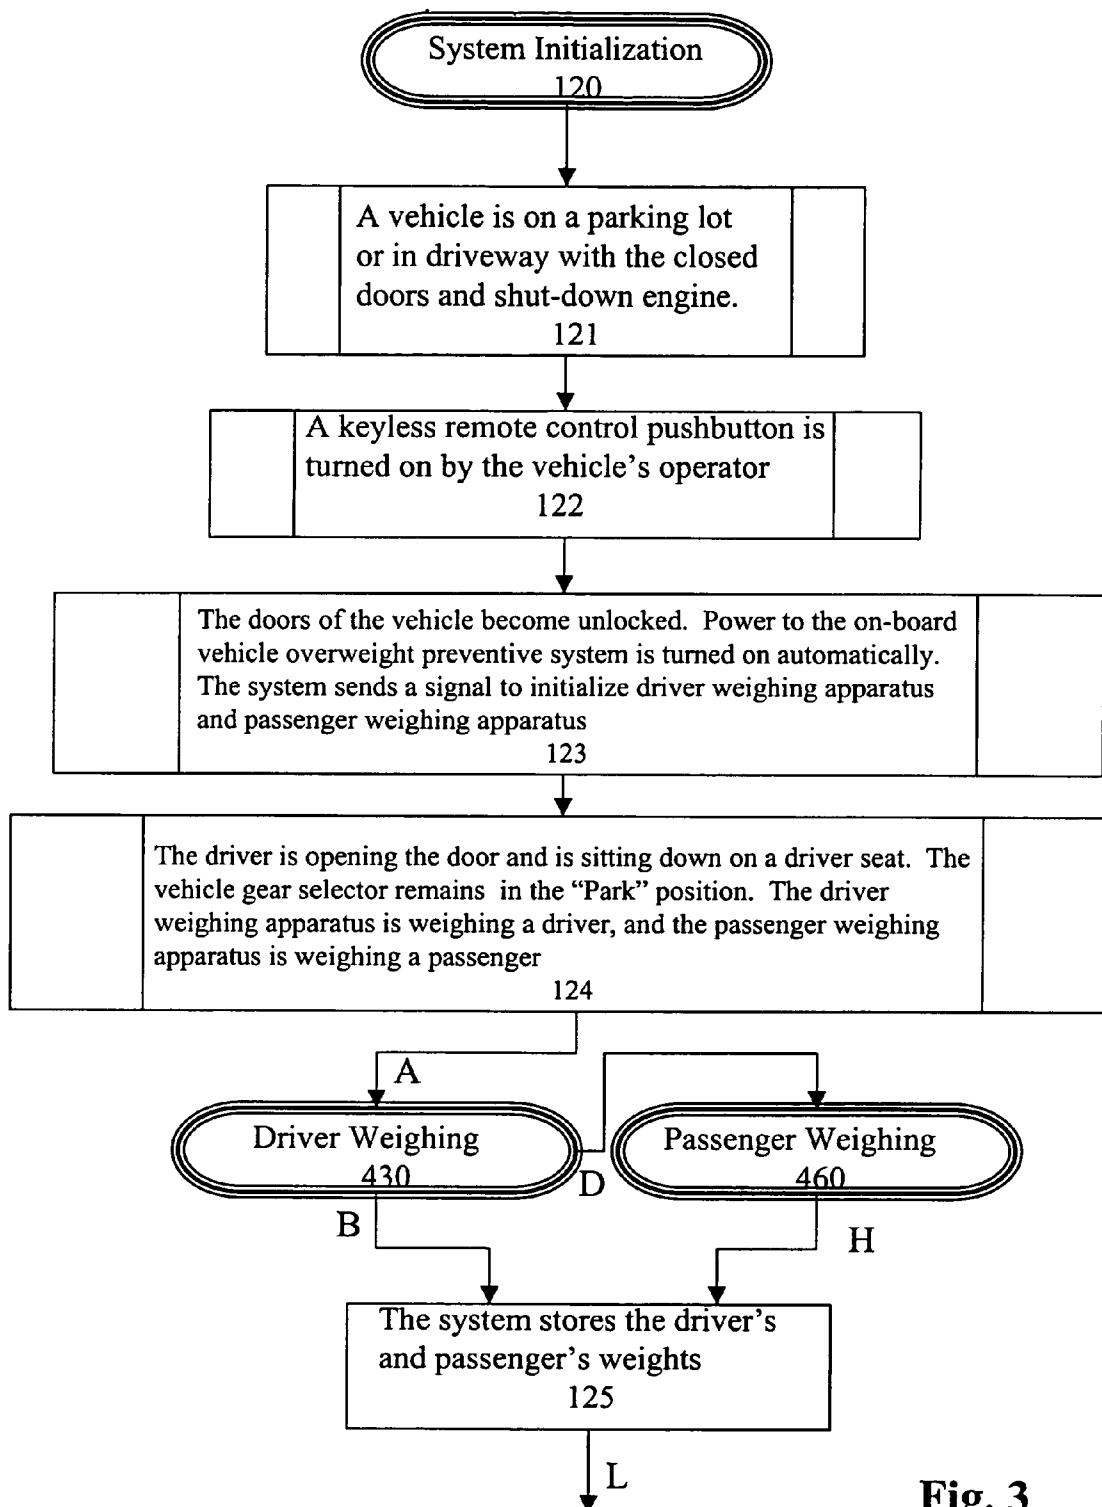 System Initialization
120
A vehicle is on a parking lot
or in driveway with the closed
doors and shut-down engine.
121
A keyless remote control pushbutton is
turned on by the vehicle's operator
122
The doors of the vehicle become unlocked. Power to the on-board
vehicle overweight preventive system is turned on automatically.
The system sends a signal to initialize driver weighing apparatus
and passenger weighing apparatus
123
The driver is opening the door and is sitting down on a driver seat. The
vehicle gear selector remains in the “Park” position. The driver
weighing apparatus is weighing a driver, and the passenger weighing
apparatus is weighing a passenger
124
A
Driver Weighing
430
D
Passenger Weighing
460
B
H
The system stores the driver's
and passenger's weights
125
L
Fig. 3